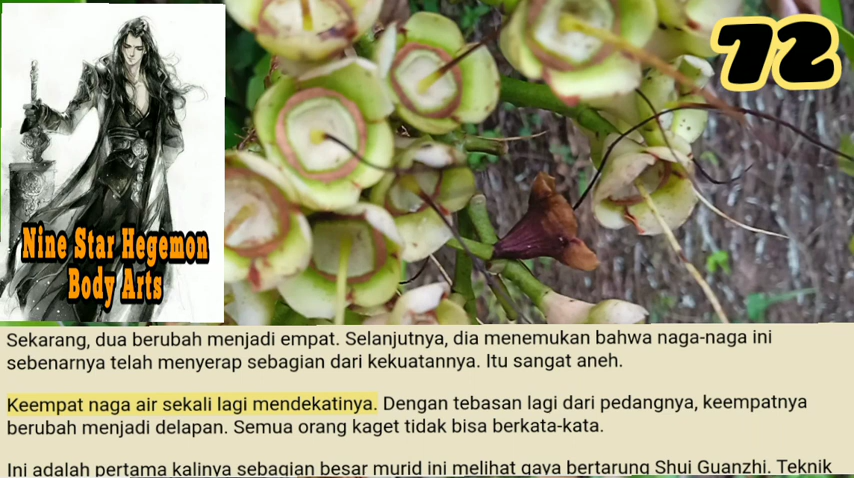 72
Nine Star Hegemon
Body Arts
Sekarang, dua berubah menjadi empat. Selanjutnya, dia menemukan bahwa naga-naga ini
sebenarnya telah menyerap sebagian dari kekuatannya. Itu sangat aneh.
Keempat naga air sekali lagi mendekatinya. Dengan tebasan lagi dari pedangnya, keempatnya
berubah menjadi delapan. Semua orang kaget tidak bisa berkata-kata.
Ini adalah pertama kalinya sebagian besar murid ini melihat gaya bertarung Shui Guanzhi. Teknik